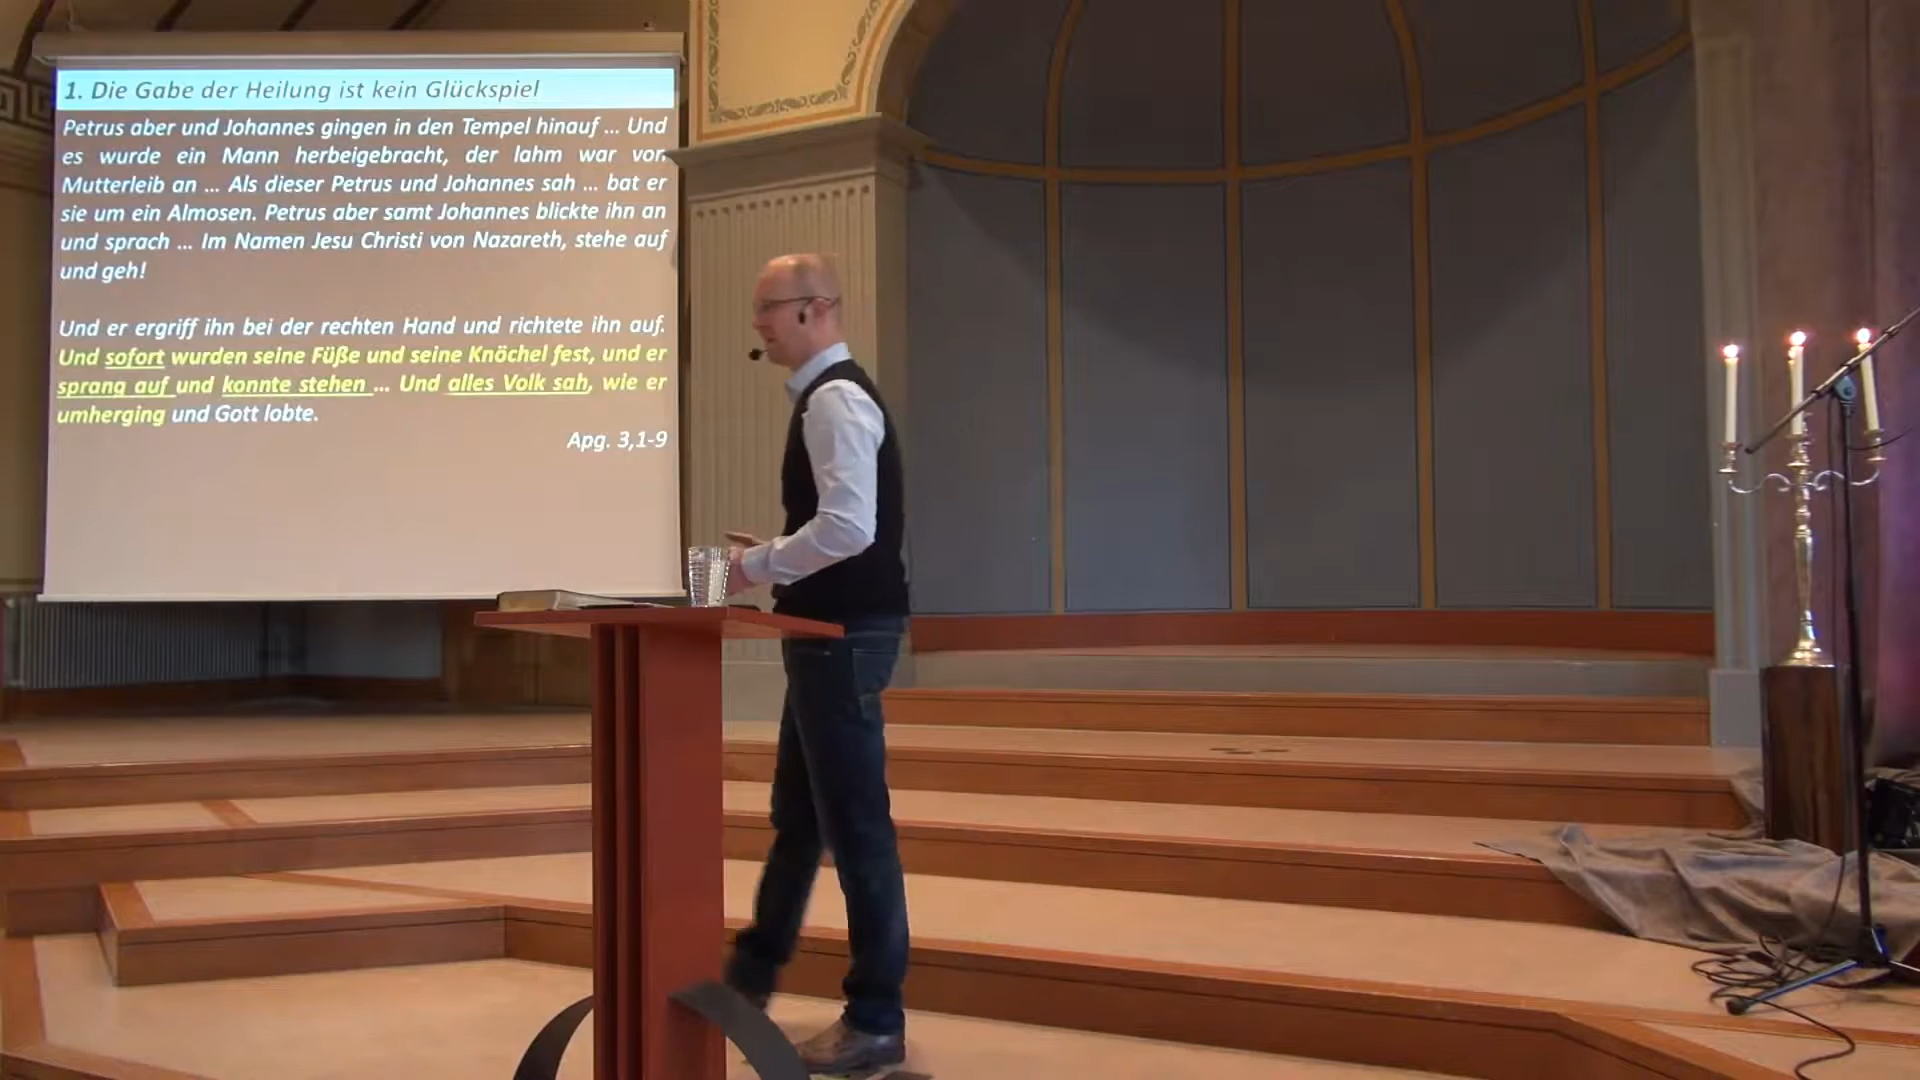 1. Die Gabe der Heilung ist kein Glückspiel
Petrus aber und Johannes gingen in den Tempel hinauf ... Und
es wurde ein Mann herbeigebracht, der lahm war von
Mutterleib an ... Als dieser Petrus und Johannes sah ... bat er
sie um ein Almosen. Petrus aber samt Johannes blickte ihn an
und sprach ... Im Namen Jesu Christi von Nazareth, stehe auf
und geh!
Und er ergriff ihn bei der rechten Hand und richtete ihn auf.
Und sofort wurden seine Füße und seine Knöchel fest, und er
sprang auf und konnte stehen ... Und alles Volk sah, wie er
umherging und Gott lobte.
Apg. 3,1-9